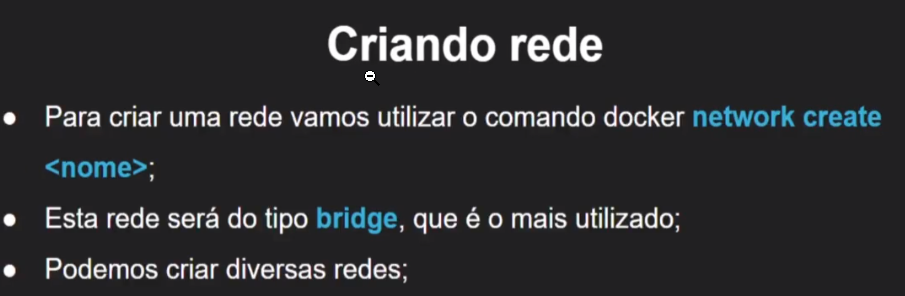 Criando rede
● Para criar uma rede vamos utilizar o comando docker network create
<nome>;
● Esta rede será do tipo bridge, que é o mais utilizado;
● Podemos criar diversas redes;